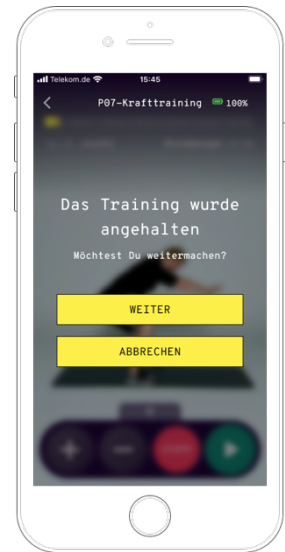 Telekom.de 15:45
P07-Krafttraining 100%
Das Training wurde
angehalten
Möchtest Du weitermachen?
WEITER
ABBRECHEN